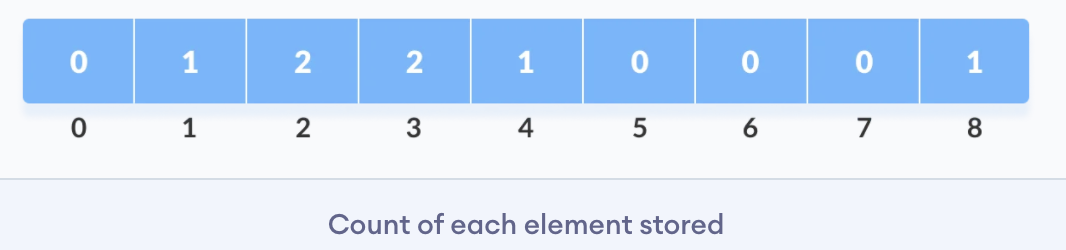 0 1 2 2 1 0 0 0 1
0 1 2 3 4 5 6 7 8
Count of each element stored